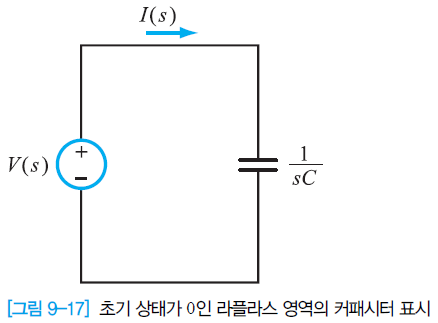 I(s)
V(s)
+
−
1
sC
[그림 9-17] 초기 상태가 0인 라플라스 영역의 커패시터 표시